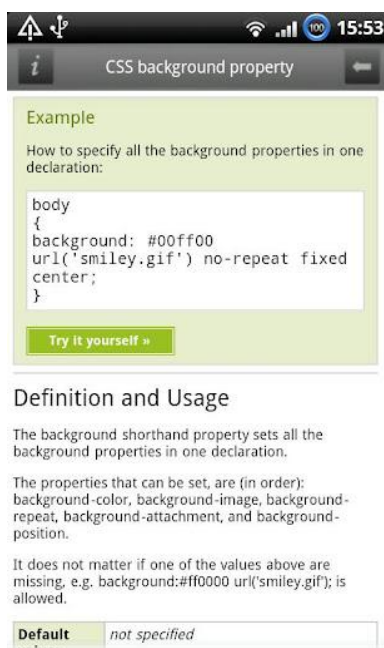 100 15:53
i CSS background property
Example
How to specify all the background properties in one
declaration:
body
{
background: #00ff00
url('smiley.gif') no-repeat fixed
center;
}
Try it yourself »
Definition and Usage
The background shorthand property sets all the
background properties in one declaration.
The properties that can be set, are (in order):
background-color, background-image, background-
repeat, background-attachment, and background-
position.
It does not matter if one of the values above are
missing, e.g. background:#ff0000 url('smiley.gif'); is
allowed.
Default not specified